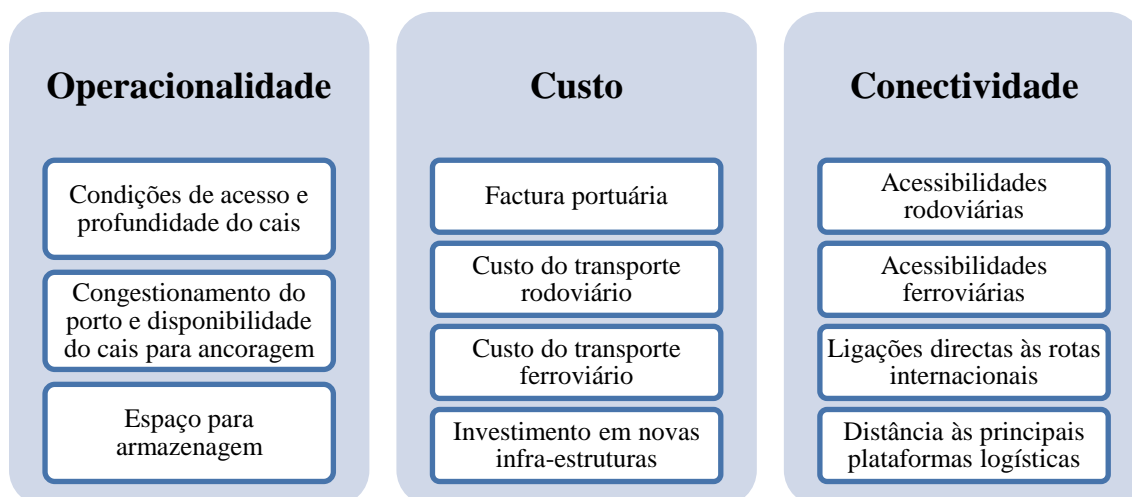 Operacionalidade
Condições de acesso e
profundidade do cais
Congestionamento do
porto e disponibilidade
do cais para ancoragem
Espaço para
armazenagem
Custo
Factura portuária
Custo do transporte
rodoviário
Custo do transporte
ferroviário
Investimento em novas
infra-estruturas
Conectividade
Acessibilidades
rodoviárias
Acessibilidades
ferroviárias
Ligações directas às rotas
internacionais
Distância às principais
plataformas logísticas